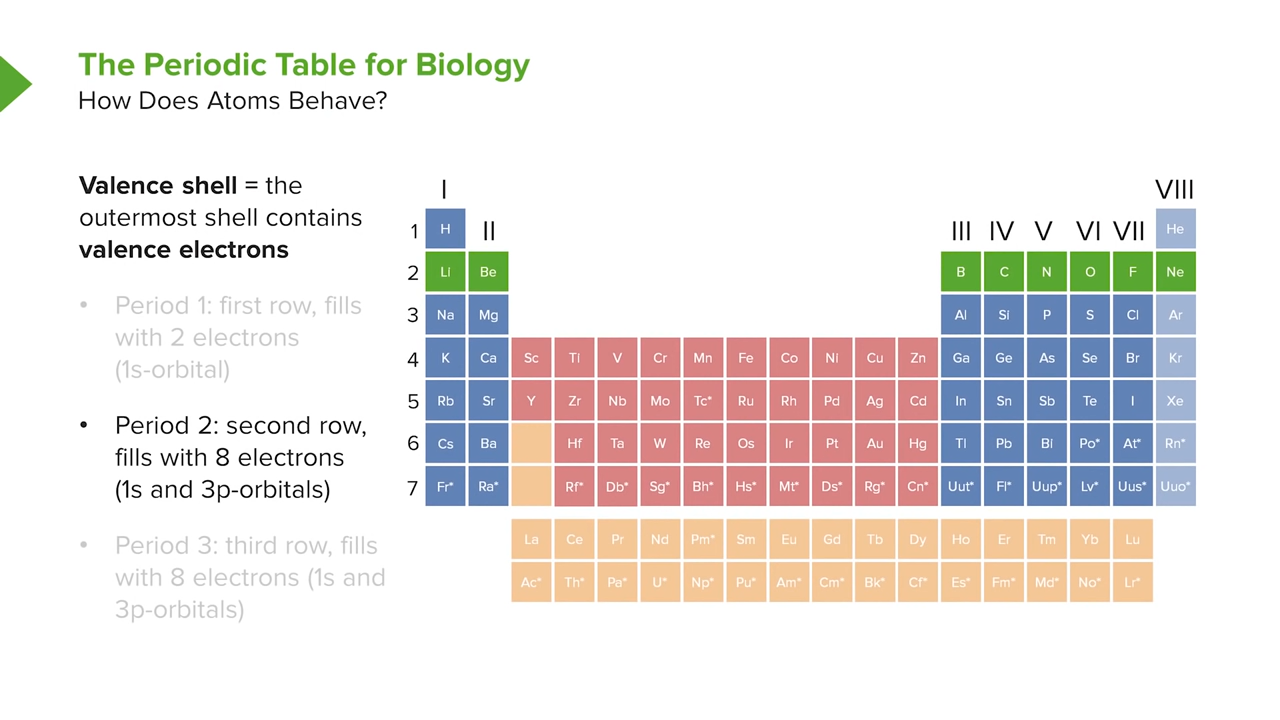 The Periodic Table for Biology
How Does Atoms Behave?
Valence shell = the
outermost shell contains
valence electrons
• Period 1: first row, fills
with 2 electrons
(1s-orbital)
• Period 2: second row,
fills with 8 electrons
(1s and 3p-orbitals)
• Period 3: third row, fills
with 8 electrons (1s and
3p-orbitals)
I VIII
1 H II III IV V VI VII He
2 Li Be B C N O F Ne
3 Na Mg Al Si P S Cl Ar
4 K Ca Sc Ti V Cr Mn Fe Co Ni Cu Zn Ga Ge As Se Br Kr
5 Rb Sr Y Zr Nb Mo Tc* Ru Rh Pd Ag Cd In Sn Sb Te I Xe
6 Cs Ba Hf Ta W Re Os Ir Pt Au Hg Tl Pb Bi Po* At* Rn*
7 Fr* Ra* Rf* Db* Sg* Bh* Hs* Mt* Ds* Rg* Cn* Uut* Fl* Uup* Lv* Uus* Uuo*
La Ce Pr Nd Pm* Sm Eu Gd Tb Dy Ho Er Tm Yb Lu
Ac* Th* Pa* U* Np* Pu* Am* Cm* Bk* Cf* Es* Fm* Md* No* Lr*